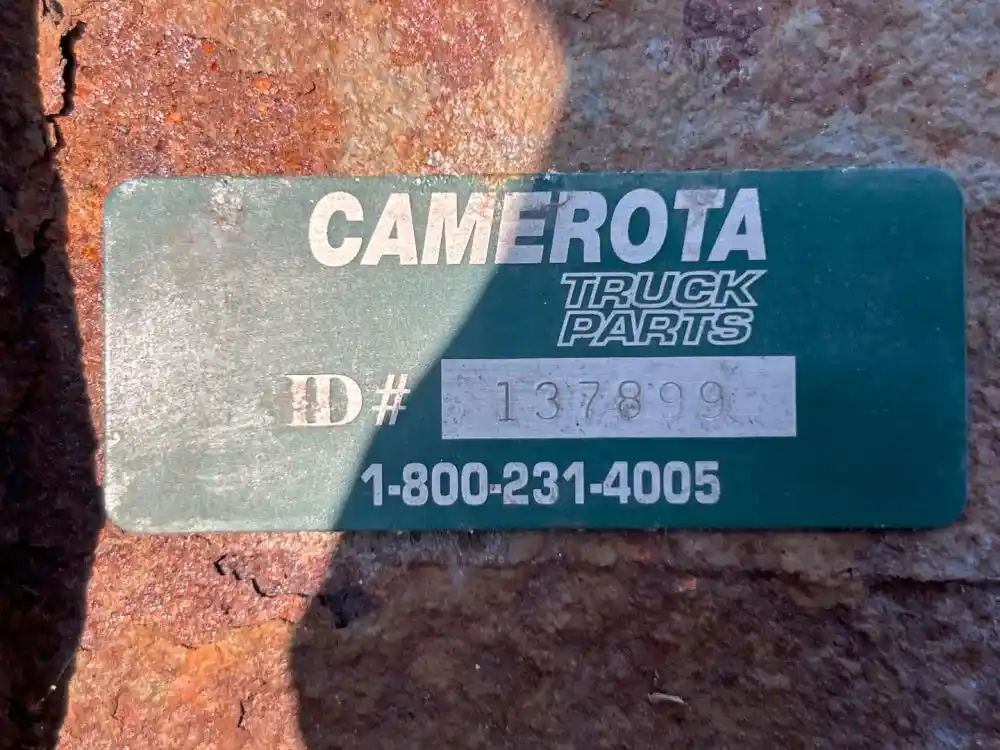 CAMEROTA
TRUCK
PARTS
ID# 137899
1-800-231-4005